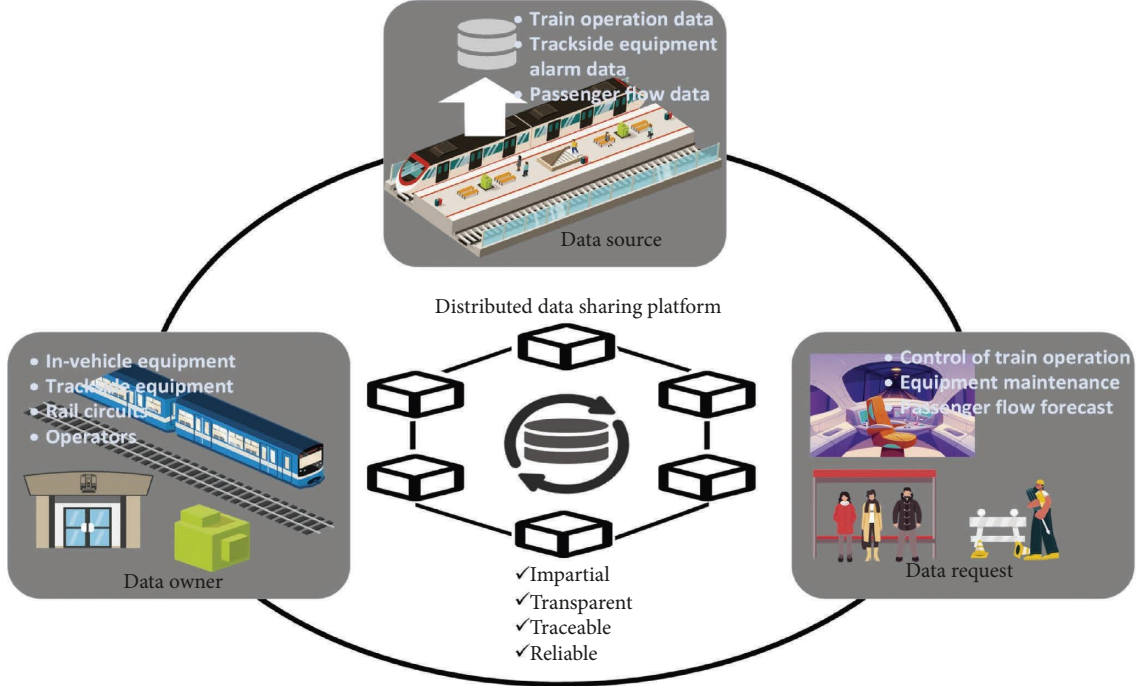 • Train operation data
• Trackside equipment
alarm data
• Passenger flow data
Data source
Distributed data sharing platform
• In-vehicle equipment
• Trackside equipment
• Rail circuits
• Operators
Data owner
• Control of train operation
• Equipment maintenance
• Passenger flow forecast
Data request
✓Impartial
✓Transparent
✓Traceable
✓Reliable